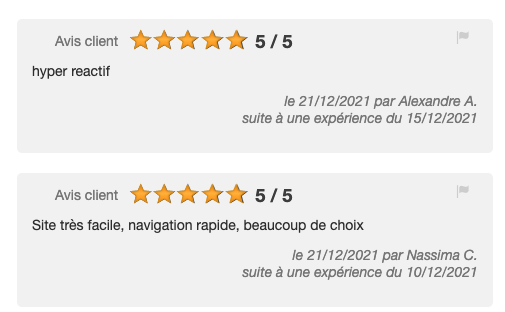 Avis client 5 / 5
hyper reactif
le 21/12/2021 par Alexandre A.
suite à une expérience du 15/12/2021
Avis client 5 / 5
Site très facile, navigation rapide, beaucoup de choix
le 21/12/2021 par Nassima C.
suite à une expérience du 10/12/2021